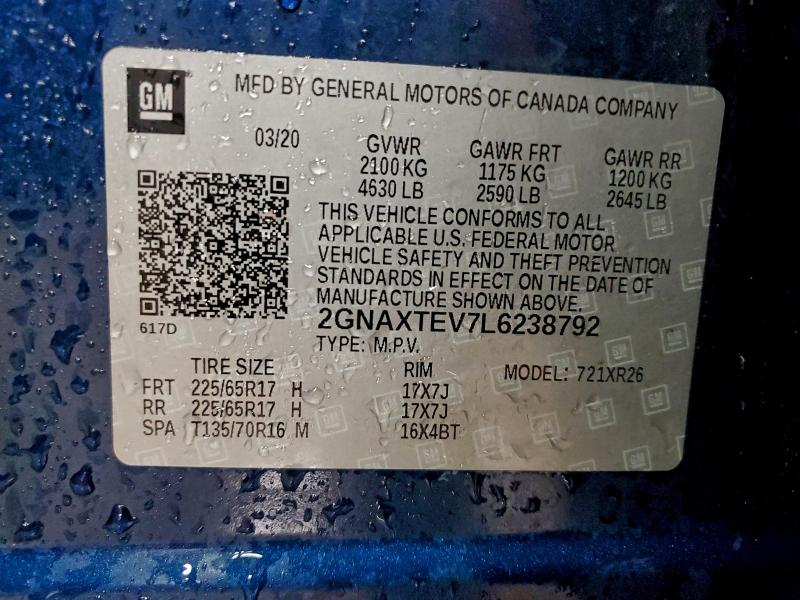 GM
MFD BY GENERAL MOTORS OF CANADA COMPANY
03/20 GVWR GAWR FRT GAWR RR
2100 KG 1175 KG 1200 KG
4630 LB 2590 LB 2645 LB
THIS VEHICLE CONFORMS TO ALL
APPLICABLE U.S. FEDERAL MOTOR
VEHICLE SAFETY AND THEFT PREVENTION
STANDARDS IN EFFECT ON THE DATE OF
MANUFACTURE SHOWN ABOVE.
617D
2GNAXTEV7L6238792
TYPE: M.P.V.
TIRE SIZE RIM MODEL: 721XR26
FRT 225/65R17 H 17X7J
RR 225/65R17 H 17X7J
SPA T135/70R16 M 16X4BT